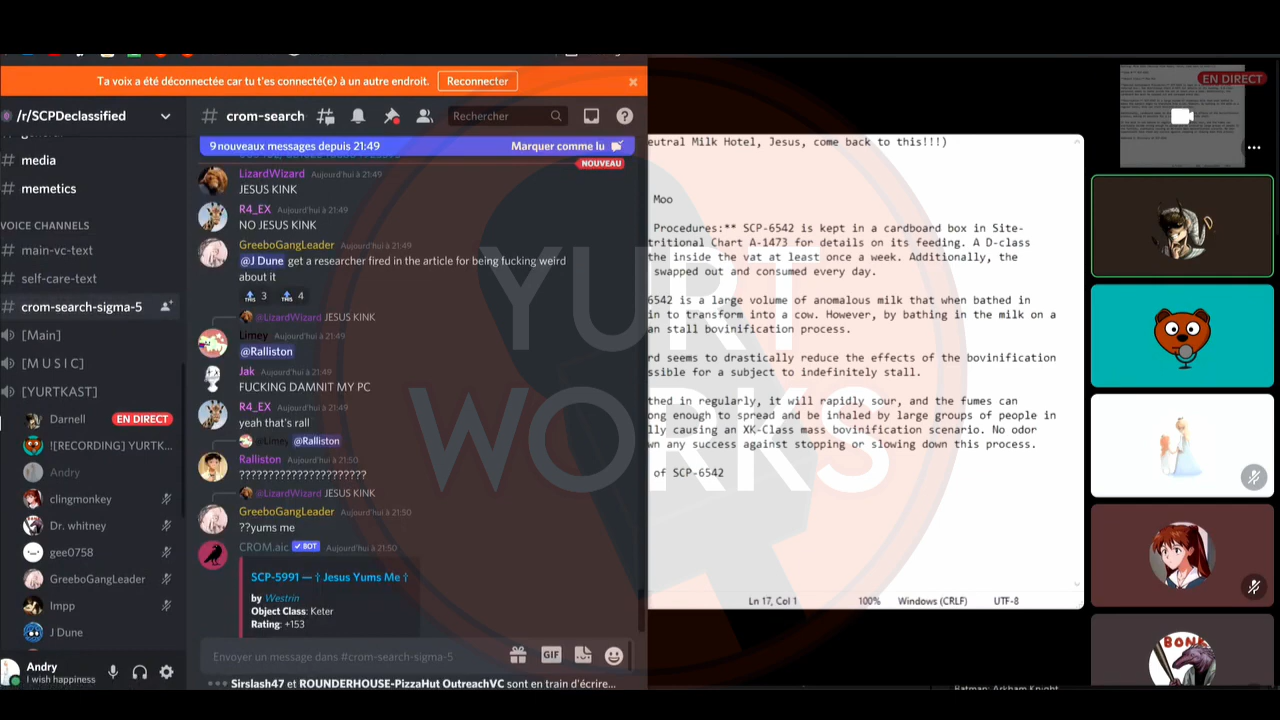 Ta voix a été déconnectée car tu t'es connecté(e) à un autre endroit.
Reconnecter
/r/SCPDeclassified
media
memetics
VOICE CHANNELS
main-vc-text
self-care-text
crom-search-sigma-5
[Main]
[M U S I C]
[YURTKAST]
Darnell
EN DIRECT
![RECORDING] YURTK...
Andry
clingmonkey
Dr. whitney
gee0758
GreeboGangLeader
Impp
J Dune
Andry
I wish happiness
crom-search
Rechercher
9 nouveaux messages depuis 21:49
Marquer comme lu
NOUVEAU
LizardWizard Aujourd'hui à 21:49
JESUS KINK
R4_EX Aujourd'hui à 21:49
NO JESUS KINK
GreeboGangLeader Aujourd'hui à 21:49
@J Dune get a researcher fired in the article for being fucking weird
about it
3
4
@LizardWizard JESUS KINK
Limey Aujourd'hui à 21:49
@Ralliston
Jak Aujourd'hui à 21:49
FUCKING DAMNIT MY PC
R4_EX Aujourd'hui à 21:49
yeah that's rall
@Limey @Ralliston
Ralliston Aujourd'hui à 21:50
??????????????????????
@LizardWizard JESUS KINK
GreeboGangLeader Aujourd'hui à 21:50
??yums me
CROM.aic BOT Aujourd'hui à 21:50
SCP-5991 — † Jesus Yums Me †
by Westrin
Object Class: Keter
Rating: +153
Envoyer un message dans #crom-search-sigma-5
GIF
Sirslash47 et ROUNDERHOUSE-PizzaHut OutreachVC sont en train d'écrire...
eutral Milk Hotel, Jesus, come back to this!!!)
Moo
Procedures:** SCP-6542 is kept in a cardboard box in Site-
tritional Chart A-1473 for details on its feeding. A D-class
the inside the vat at least once a week. Additionally, the
swapped out and consumed every day.
6542 is a large volume of anomalous milk that when bathed in
in to transform into a cow. However, by bathing in the milk on a
an stall bovinification process.
rd seems to drastically reduce the effects of the bovinification
ssible for a subject to indefinitely stall.
thed in regularly, it will rapidly sour, and the fumes can
ong enough to spread and be inhaled by large groups of people in
lly causing an XK-Class mass bovinification scenario. No odor
wn any success against stopping or slowing down this process.
of SCP-6542
Ln 17, Col 1
100%
Windows (CRLF)
UTF-8
YURT
WORKS
EN DIRECT
BONK
Batman: Arkham Knight